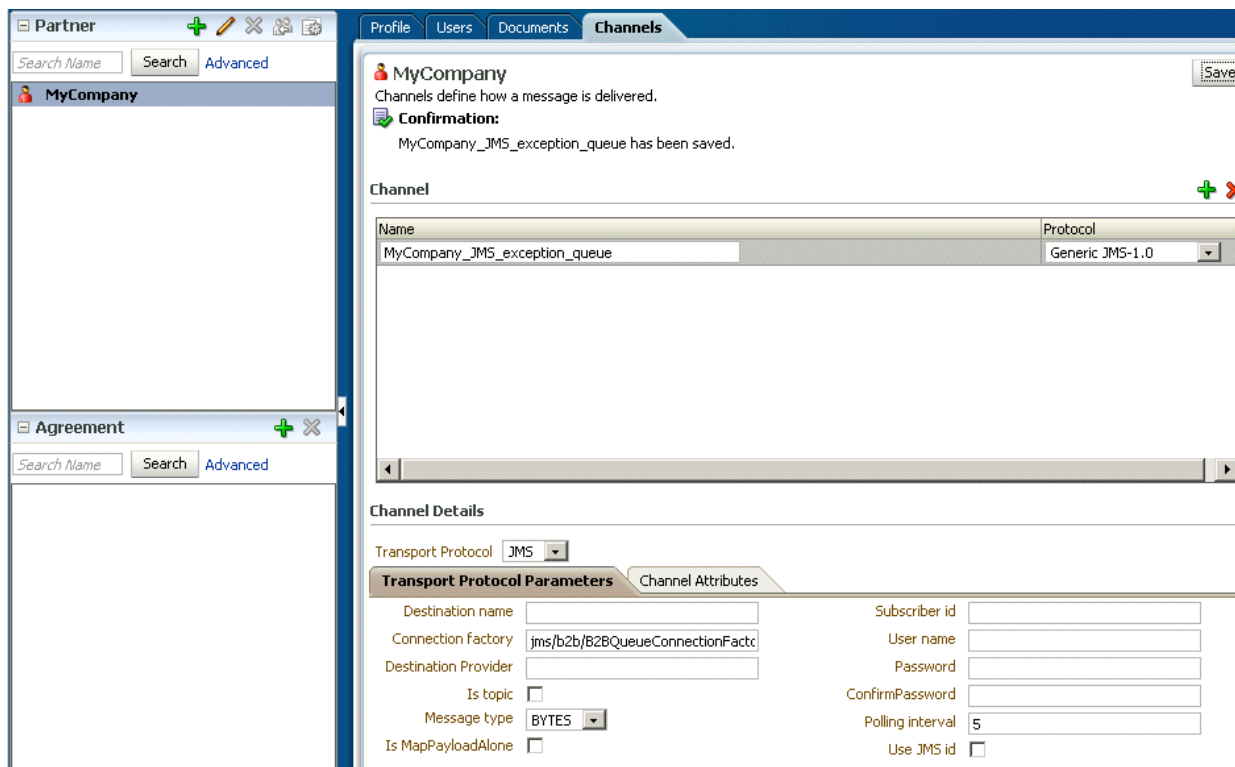 Partner
Search Name Search Advanced
MyCompany
Agreement
Search Name Search Advanced
Profile Users Documents Channels
MyCompany
Save
Channels define how a message is delivered.
Confirmation:
MyCompany_JMS_exception_queue has been saved.
Channel
Name Protocol
MyCompany_JMS_exception_queue Generic JMS-1.0
Channel Details
Transport Protocol JMS
Transport Protocol Parameters Channel Attributes
Destination name
Connection factory jms/b2b/B2BQueueConnectionFactc
Destination Provider
Is topic
Message type BYTES
Is MapPayloadAlone
Subscriber id
User name
Password
ConfirmPassword
Polling interval 5
Use JMS id